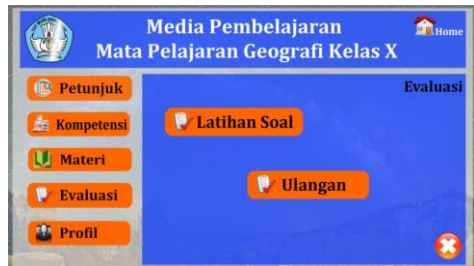 Media Pembelajaran
Mata Pelajaran Geografi Kelas X
Home
Petunjuk
Kompetensi
Materi
Evaluasi
Profil
Evaluasi
Latihan Soal
Ulangan